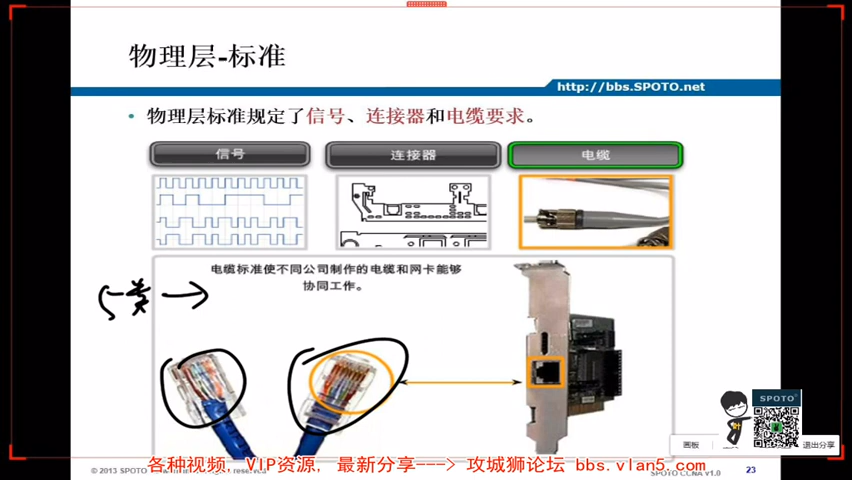 物理层-标准
http://bbs.SPOTO.net
• 物理层标准规定了信号、连接器和电缆要求。
信号 连接器 电缆
电缆标准使不同公司制作的电缆和网卡能够
协同工作。
5类
SPOTO
画板 退出分享
各种视频，VIP资源，最新分享---> 攻城狮论坛 bbs.vlan5.com
© 2013 SPOTO
SPOTO CCNA v1.0
23